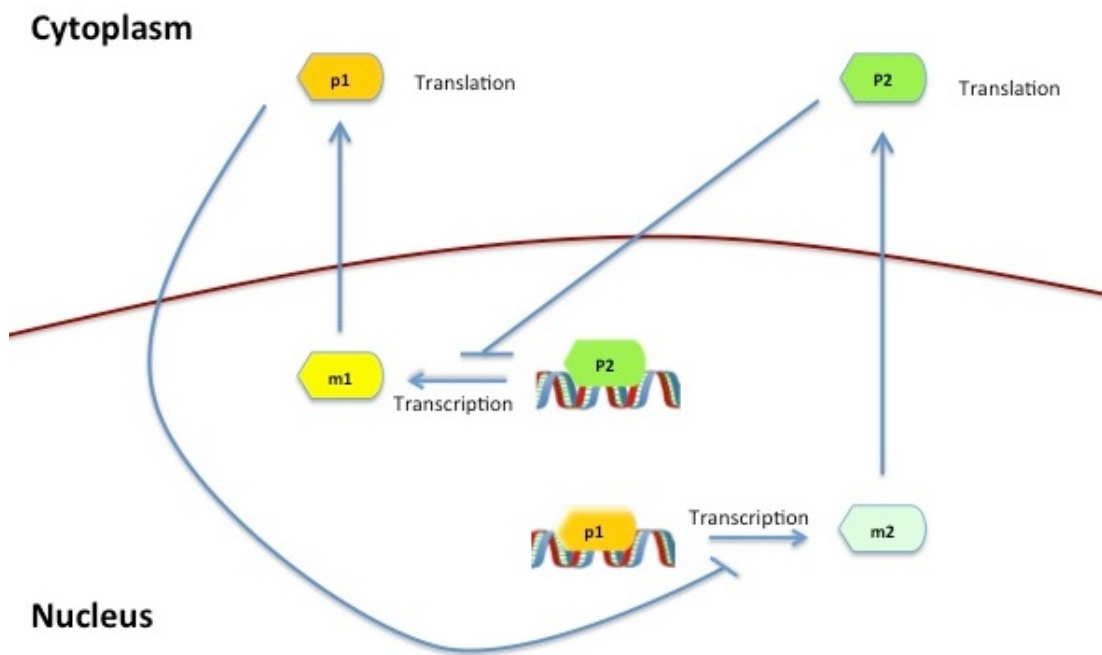 Cytoplasm
p1
Translation
P2
Translation
m1
Transcription
P2
p1
Transcription
m2
Nucleus